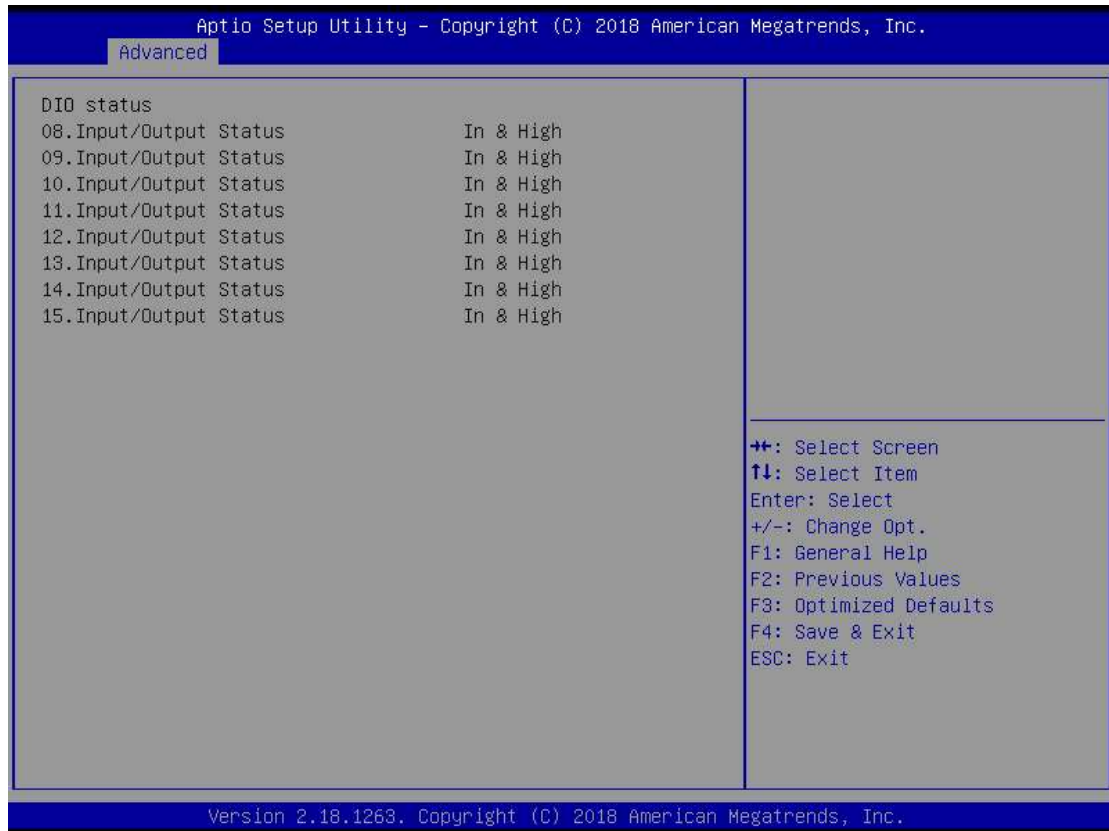 Aptio Setup Utility – Copyright (C) 2018 American Megatrends, Inc.
Advanced
DIO status
08.Input/Output Status In & High
09.Input/Output Status In & High
10.Input/Output Status In & High
11.Input/Output Status In & High
12.Input/Output Status In & High
13.Input/Output Status In & High
14.Input/Output Status In & High
15.Input/Output Status In & High
→←: Select Screen
↑↓: Select Item
Enter: Select
+/-: Change Opt.
F1: General Help
F2: Previous Values
F3: Optimized Defaults
F4: Save & Exit
ESC: Exit
Version 2.18.1263. Copyright (C) 2018 American Megatrends, Inc.